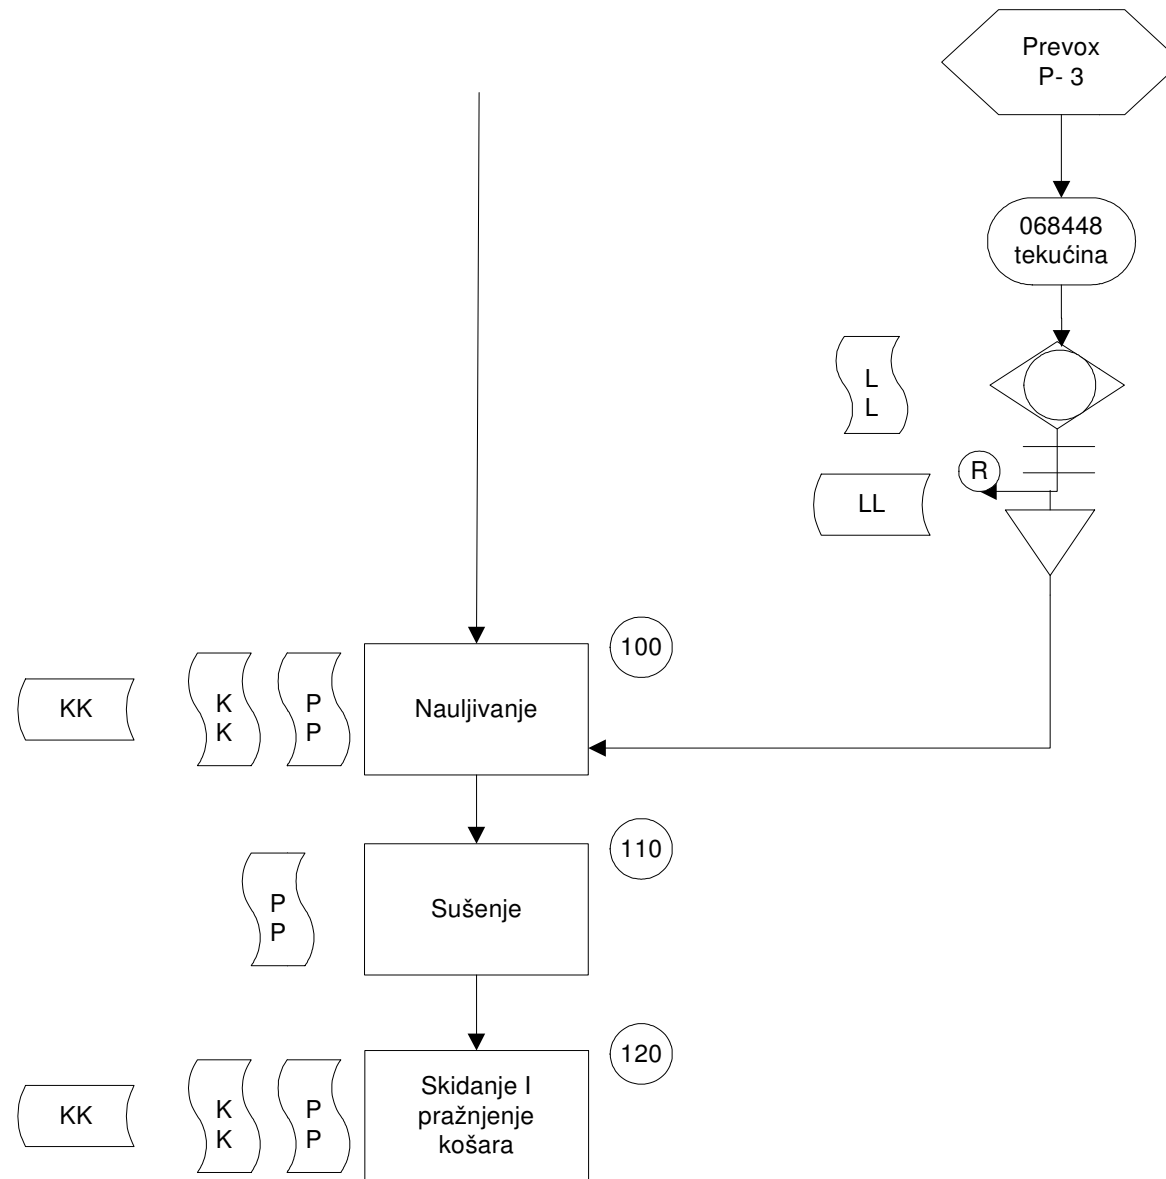 Prevox
P- 3
068448
tekućina
L
L
R
LL
100
KK
K
K
P
P
Nauljivanje
110
P
P
Sušenje
120
KK
K
K
P
P
Skidanje I
pražnjenje
košara